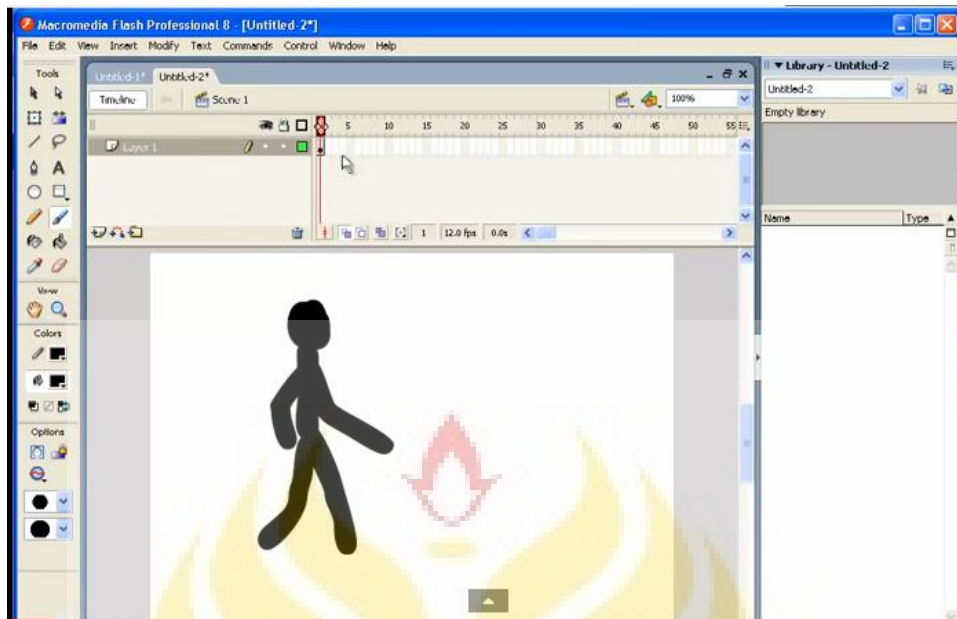 Macromedia Flash Professional 8 - [Untitled-2*]
File Edit View Insert Modify Text Commands Control Window Help
Tools
Untitled-1* Untitled-2*
Library - Untitled-2
Timeline Scene 1 100%
Untitled-2
Empty library
5 10 15 20 25 30 35 40 45 50 55
Layer 1
A
1 12.0 fps 0.0s
Name Type
View
Colors
Options